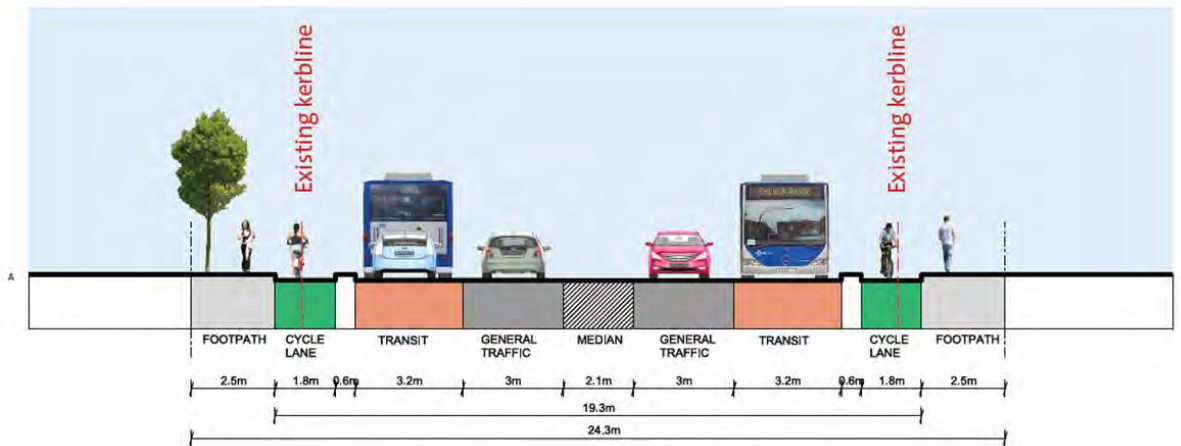 Existing kerbline
Existing kerbline
SYLVIA PARK
A
FOOTPATH
CYCLE
LANE
TRANSIT
GENERAL
TRAFFIC
MEDIAN
GENERAL
TRAFFIC
TRANSIT
CYCLE
LANE
FOOTPATH
2.5m 1.8m 0.6m 3.2m 3m 2.1m 3m 3.2m 0.6m 1.8m 2.5m
19.3m
24.3m